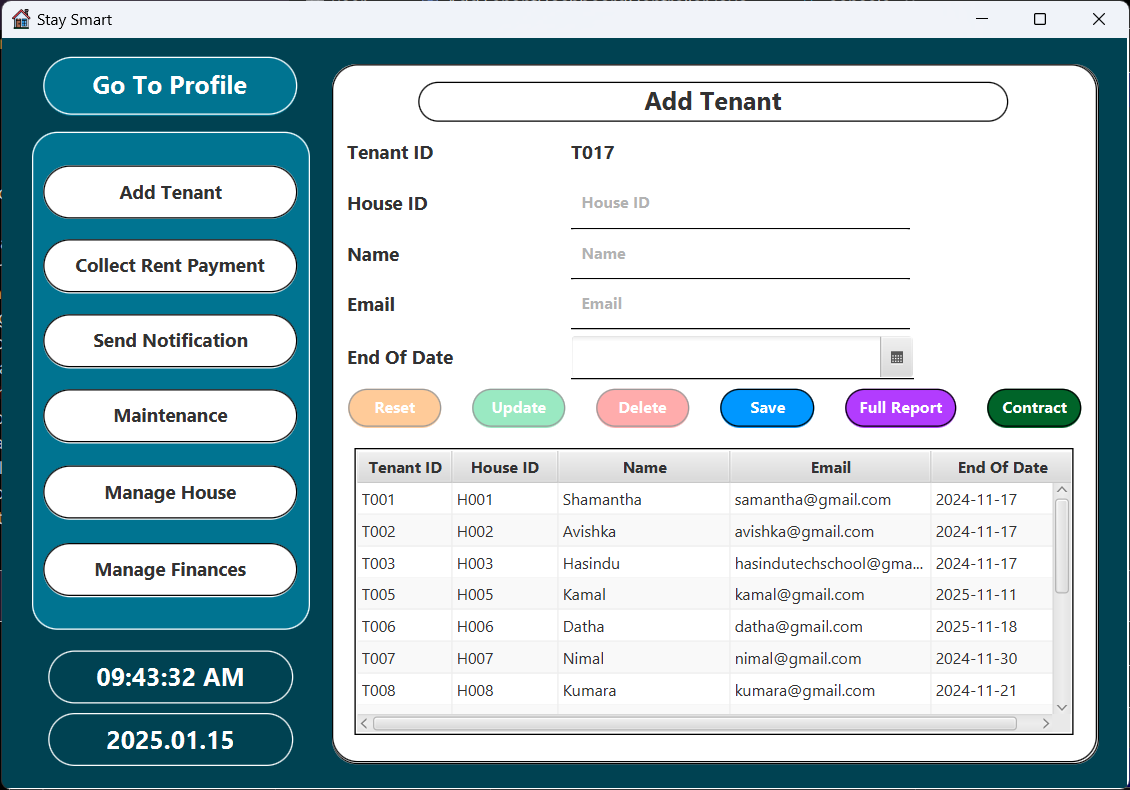 Stay Smart
Go To Profile
Add Tenant
Collect Rent Payment
Send Notification
Maintenance
Manage House
Manage Finances
09:43:32 AM
2025.01.15
Add Tenant
Tenant ID T017
House ID House ID
Name Name
Email Email
End Of Date
Reset Update Delete Save Full Report Contract
Tenant ID House ID Name Email End Of Date
T001 H001 Shamantha samantha@gmail.com 2024-11-17
T002 H002 Avishka avishka@gmail.com 2024-11-17
T003 H003 Hasindu hasindutechschool@gma... 2024-11-17
T005 H005 Kamal kamal@gmail.com 2025-11-11
T006 H006 Datha datha@gmail.com 2025-11-18
T007 H007 Nimal nimal@gmail.com 2024-11-30
T008 H008 Kumara kumara@gmail.com 2024-11-21